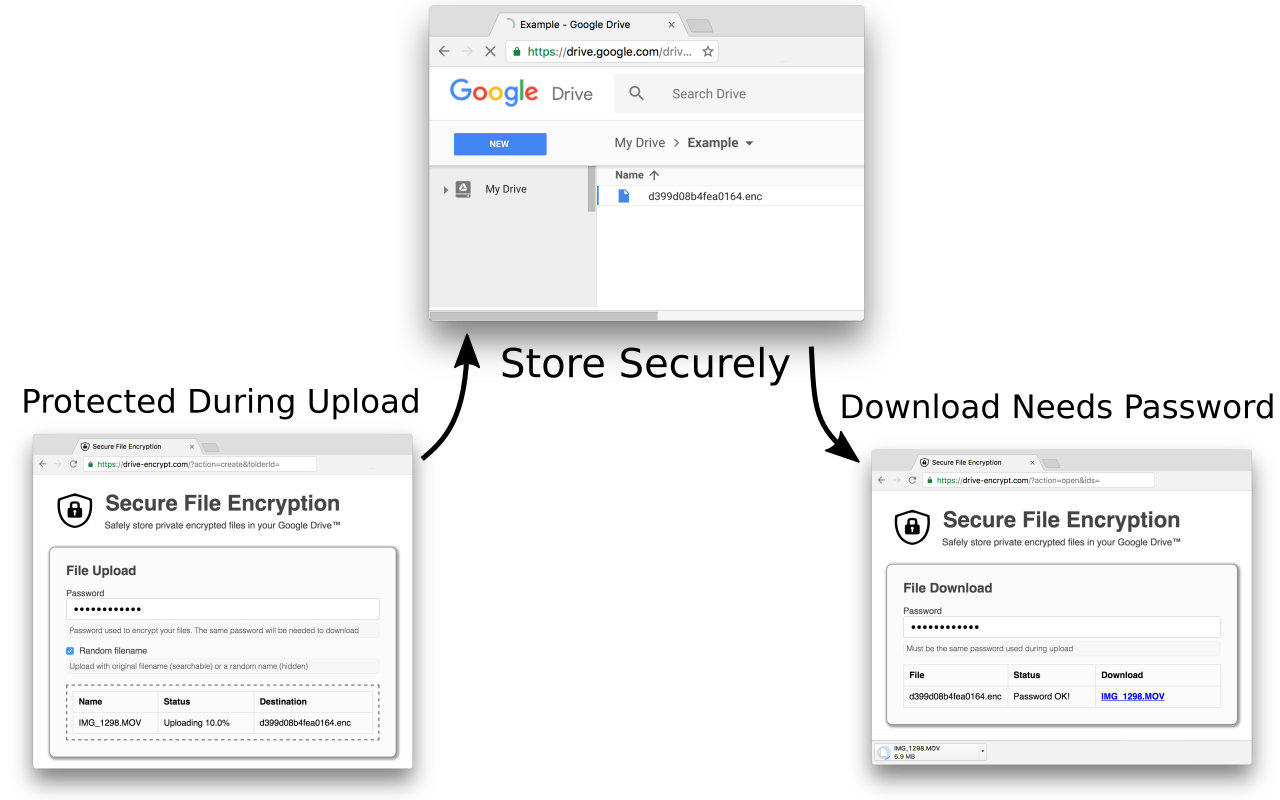 Example - Google Drive
https://drive.google.com/driv...
Google Drive
Search Drive
NEW
My Drive > Example
Name
My Drive
d399d08b4fea0164.enc
Store Securely
Protected During Upload
Download Needs Password
Secure File Encryption
https://drive-encrypt.com/?action=create&folderId=
Secure File Encryption
Safely store private encrypted files in your Google Drive™
File Upload
Password
Password used to encrypt your files. The same password will be needed to download
Random filename
Upload with original filename (searchable) or a random name (hidden)
Name Status Destination
IMG_1298.MOV Uploading 10.0% d399d08b4fea0164.enc
Secure File Encryption
https://drive-encrypt.com/?action=open&ids=
Secure File Encryption
Safely store private encrypted files in your Google Drive™
File Download
Password
Must be the same password used during upload
File Status Download
d399d08b4fea0164.enc Password OK! IMG_1298.MOV
IMG_1298.MOV
6.9 MB